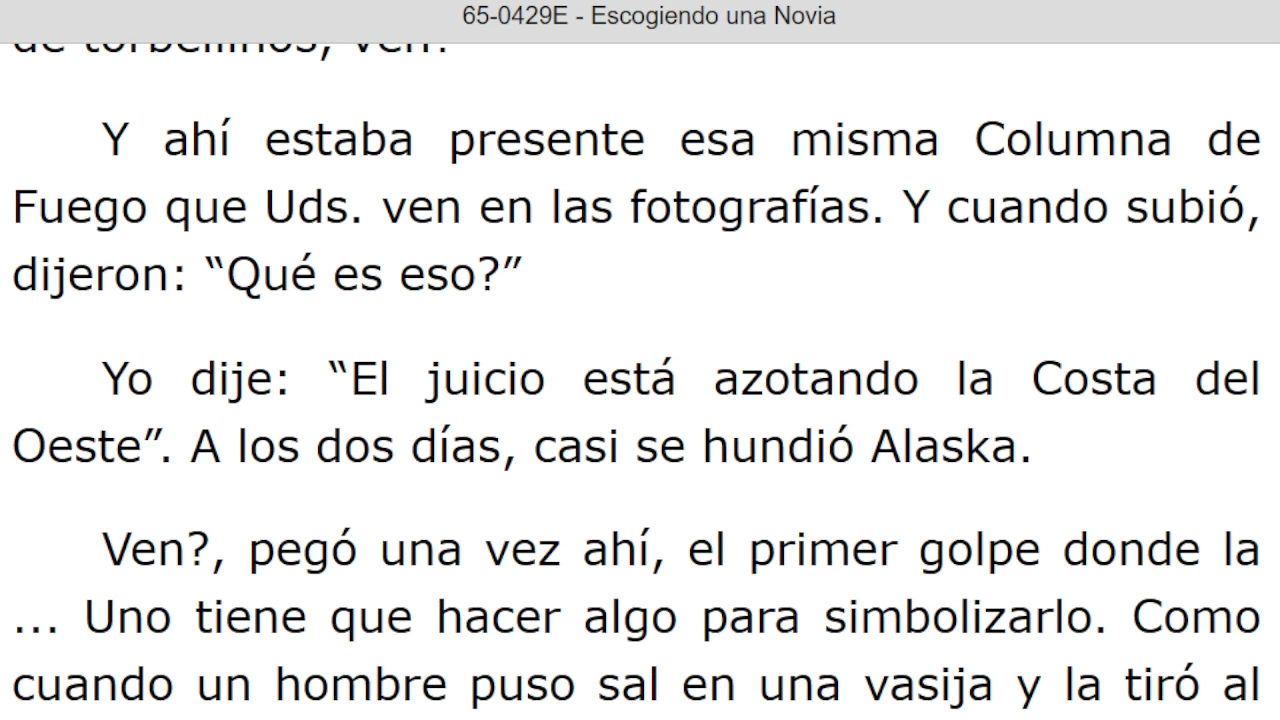 65-0429E - Escogiendo una Novia
de torbellinos, ven?
Y ahí estaba presente esa misma Columna de
Fuego que Uds. ven en las fotografías. Y cuando subió,
dijeron: “Qué es eso?”
Yo dije: “El juicio está azotando la Costa del
Oeste”. A los dos días, casi se hundió Alaska.
Ven?, pegó una vez ahí, el primer golpe donde la
... Uno tiene que hacer algo para simbolizarlo. Como
cuando un hombre puso sal en una vasija y la tiró al